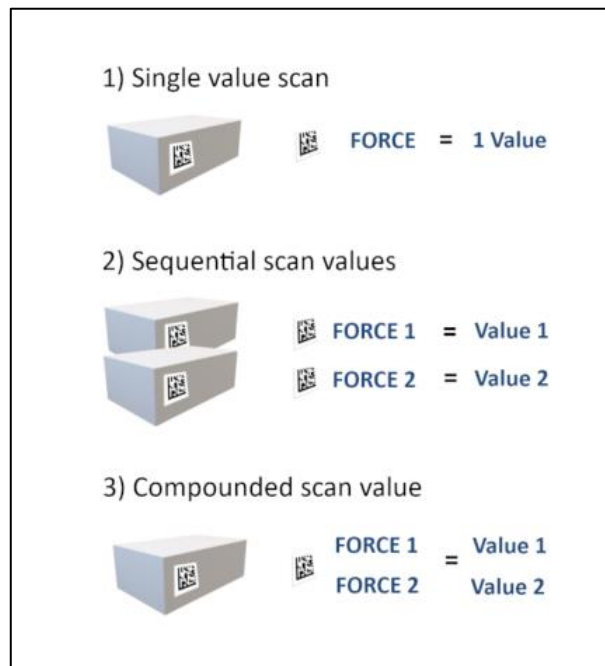 1) Single value scan
FORCE = 1 Value
2) Sequential scan values
FORCE 1 = Value 1
FORCE 2 = Value 2
3) Compounded scan value
FORCE 1 = Value 1
FORCE 2 Value 2